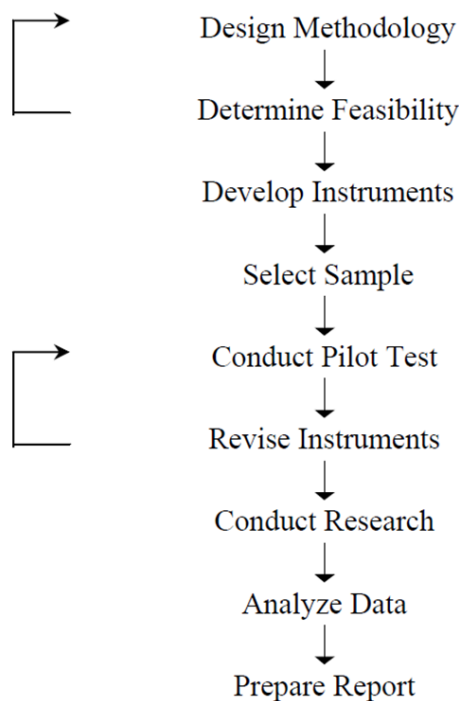 Design Methodology
Determine Feasibility
Develop Instruments
Select Sample
Conduct Pilot Test
Revise Instruments
Conduct Research
Analyze Data
Prepare Report